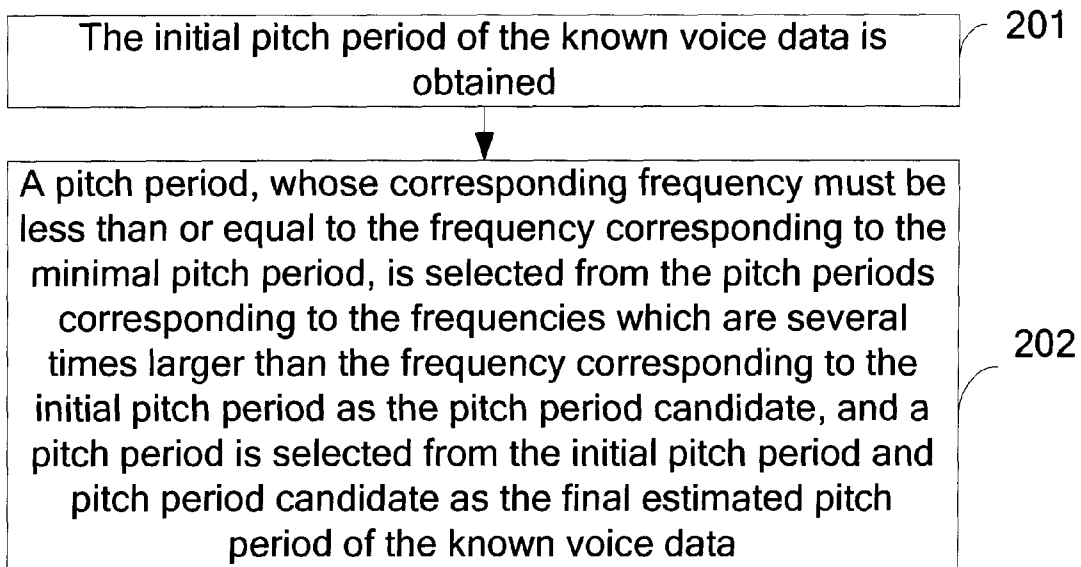 The initial pitch period of the known voice data is
obtained
201
A pitch period, whose corresponding frequency must be
less than or equal to the frequency corresponding to the
minimal pitch period, is selected from the pitch periods
corresponding to the frequencies which are several
times larger than the frequency corresponding to the
initial pitch period as the pitch period candidate, and a
pitch period is selected from the initial pitch period and
pitch period candidate as the final estimated pitch
period of the known voice data
202